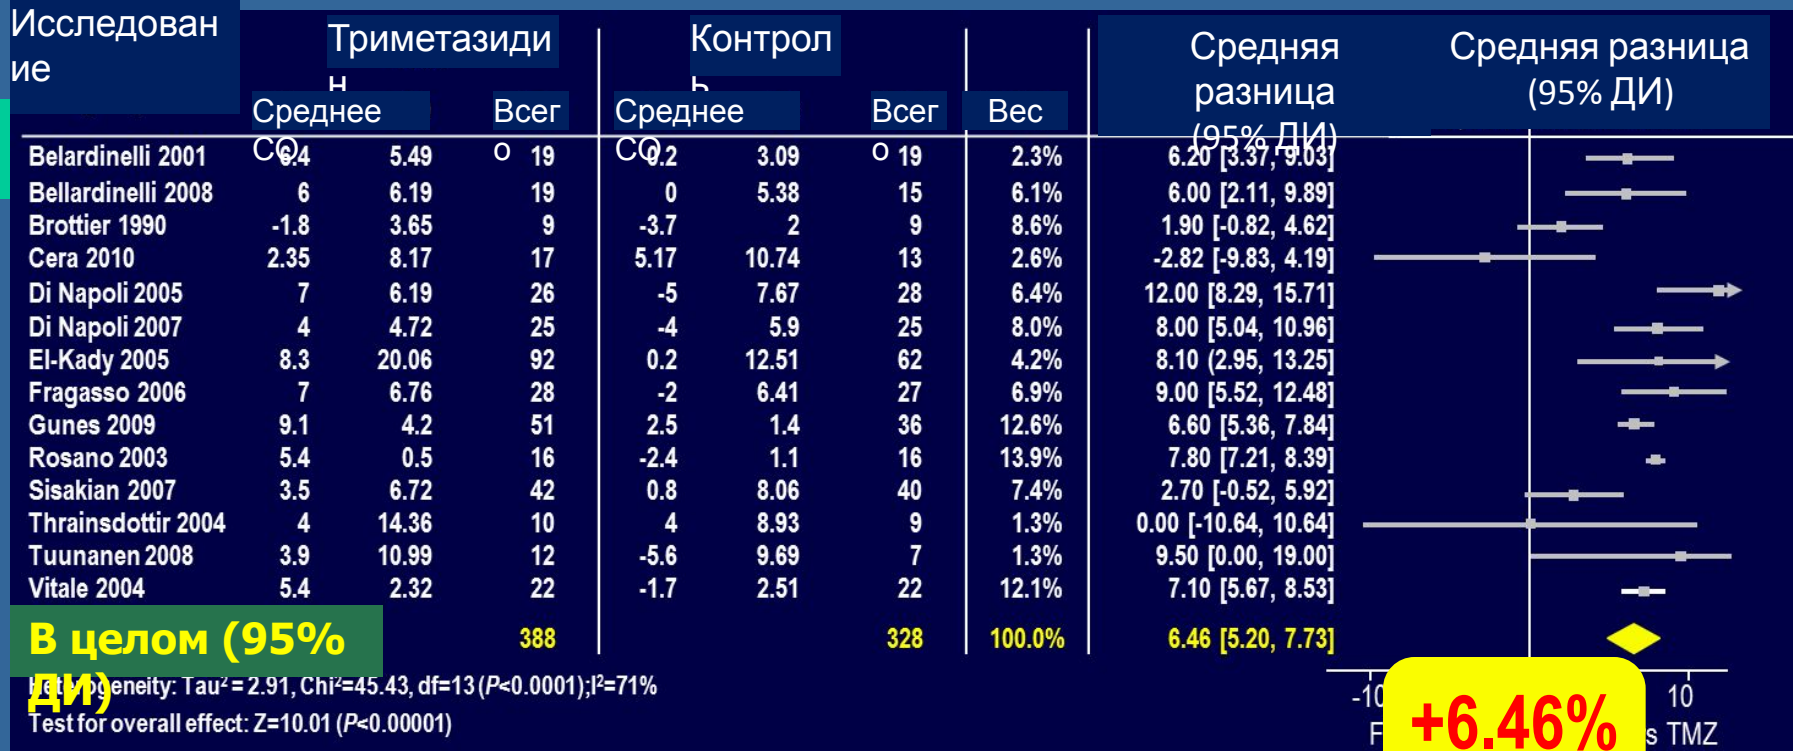 Исследован
ие
Триметазиди
н
Контрол
ь
Средняя
разница
(95% ДИ)
Средняя разница
(95% ДИ)
Среднее
СО
Всег
о
Среднее
СО
Всег
о
Вес
Belardinelli 2001 6.4 5.49 19 0.2 3.09 19 2.3% 6.20 [3.37, 9.03]
Bellardinelli 2008 6 6.19 19 0 5.38 15 6.1% 6.00 [2.11, 9.89]
Brottier 1990 -1.8 3.65 9 -3.7 2 9 8.6% 1.90 [-0.82, 4.62]
Cera 2010 2.35 8.17 17 5.17 10.74 13 2.6% -2.82 [-9.83, 4.19]
Di Napoli 2005 7 6.19 26 -5 7.67 28 6.4% 12.00 [8.29, 15.71]
Di Napoli 2007 4 4.72 25 -4 5.9 25 8.0% 8.00 [5.04, 10.96]
El-Kady 2005 8.3 20.06 92 0.2 12.51 62 4.2% 8.10 (2.95, 13.25]
Fragasso 2006 7 6.76 28 -2 6.41 27 6.9% 9.00 [5.52, 12.48]
Gunes 2009 9.1 4.2 51 2.5 1.4 36 12.6% 6.60 [5.36, 7.84]
Rosano 2003 5.4 0.5 16 -2.4 1.1 16 13.9% 7.80 [7.21, 8.39]
Sisakian 2007 3.5 6.72 42 0.8 8.06 40 7.4% 2.70 [-0.52, 5.92]
Thrainsdottir 2004 4 14.36 10 4 8.93 9 1.3% 0.00 [-10.64, 10.64]
Tuunanen 2008 3.9 10.99 12 -5.6 9.69 7 1.3% 9.50 [0.00, 19.00]
Vitale 2004 5.4 2.32 22 -1.7 2.51 22 12.1% 7.10 [5.67, 8.53]
В целом (95%
ДИ)
388 328 100.0% 6.46 [5.20, 7.73]
Heterogeneity: Tau²=2.91, Chi²=45.43, df=13 (P<0.0001);I²=71%
Test for overall effect: Z=10.01 (P<0.00001)
-10 10
+6.46%
TMZ